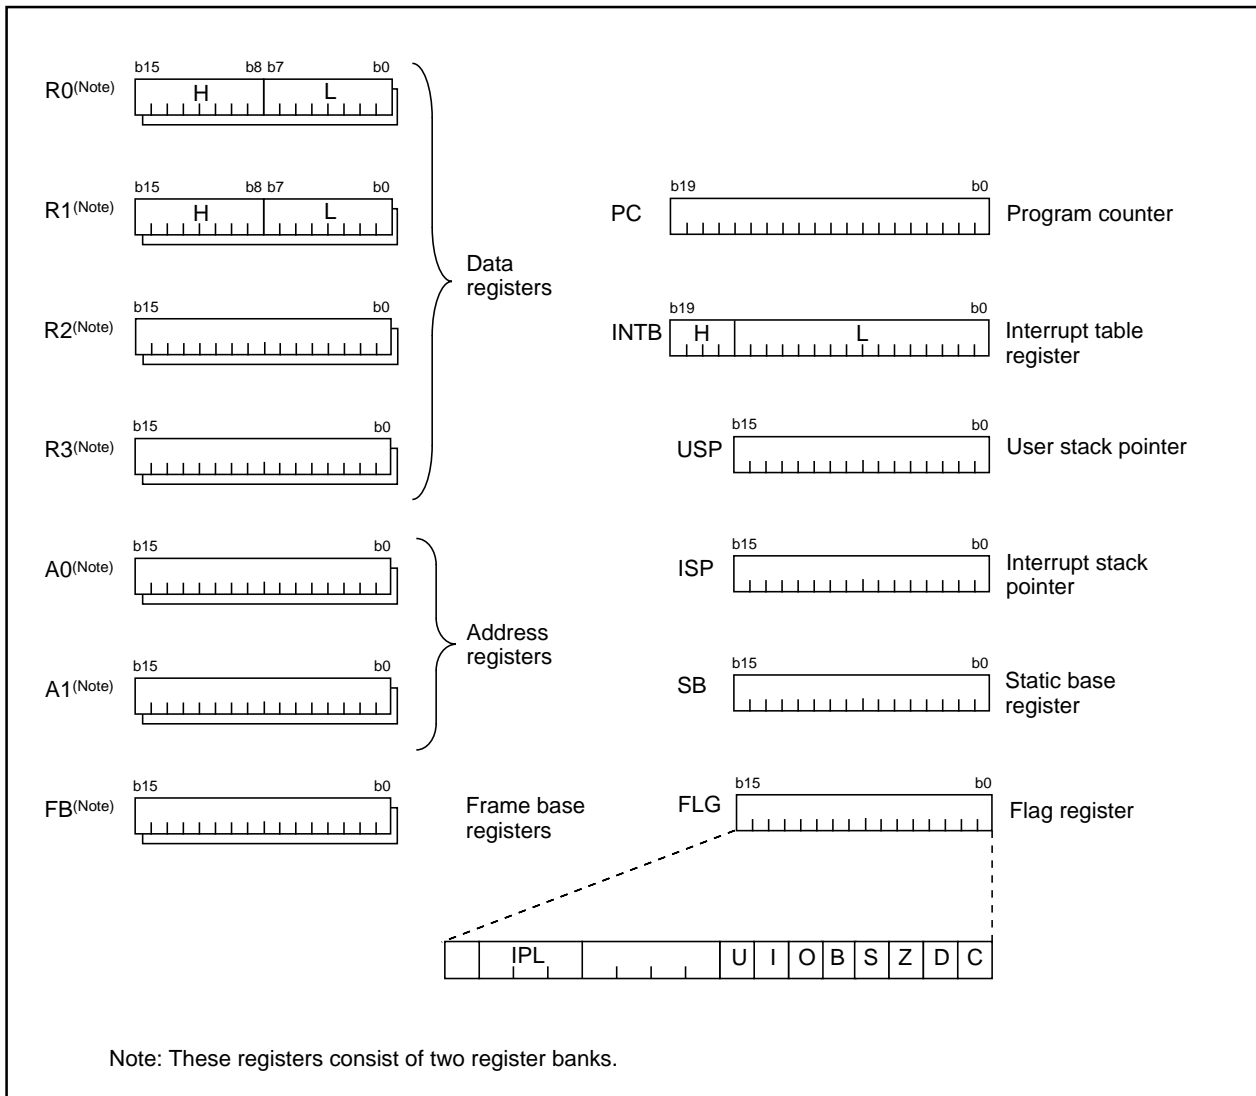 b15 b8 b7 b0
R0(Note) H L
b15 b8 b7 b0
R1(Note) H L
b15 b0
R2(Note)
b15 b0
R3(Note)
Data
registers
b15 b0
A0(Note)
b15 b0
A1(Note)
Address
registers
b15 b0
FB(Note)
Frame base
registers
b19 b0
PC Program counter
b19 b0
INTB H L Interrupt table
register
b15 b0
USP User stack pointer
b15 b0
ISP Interrupt stack
pointer
b15 b0
SB Static base
register
b15 b0
FLG Flag register
IPL U I O B S Z D C
Note: These registers consist of two register banks.